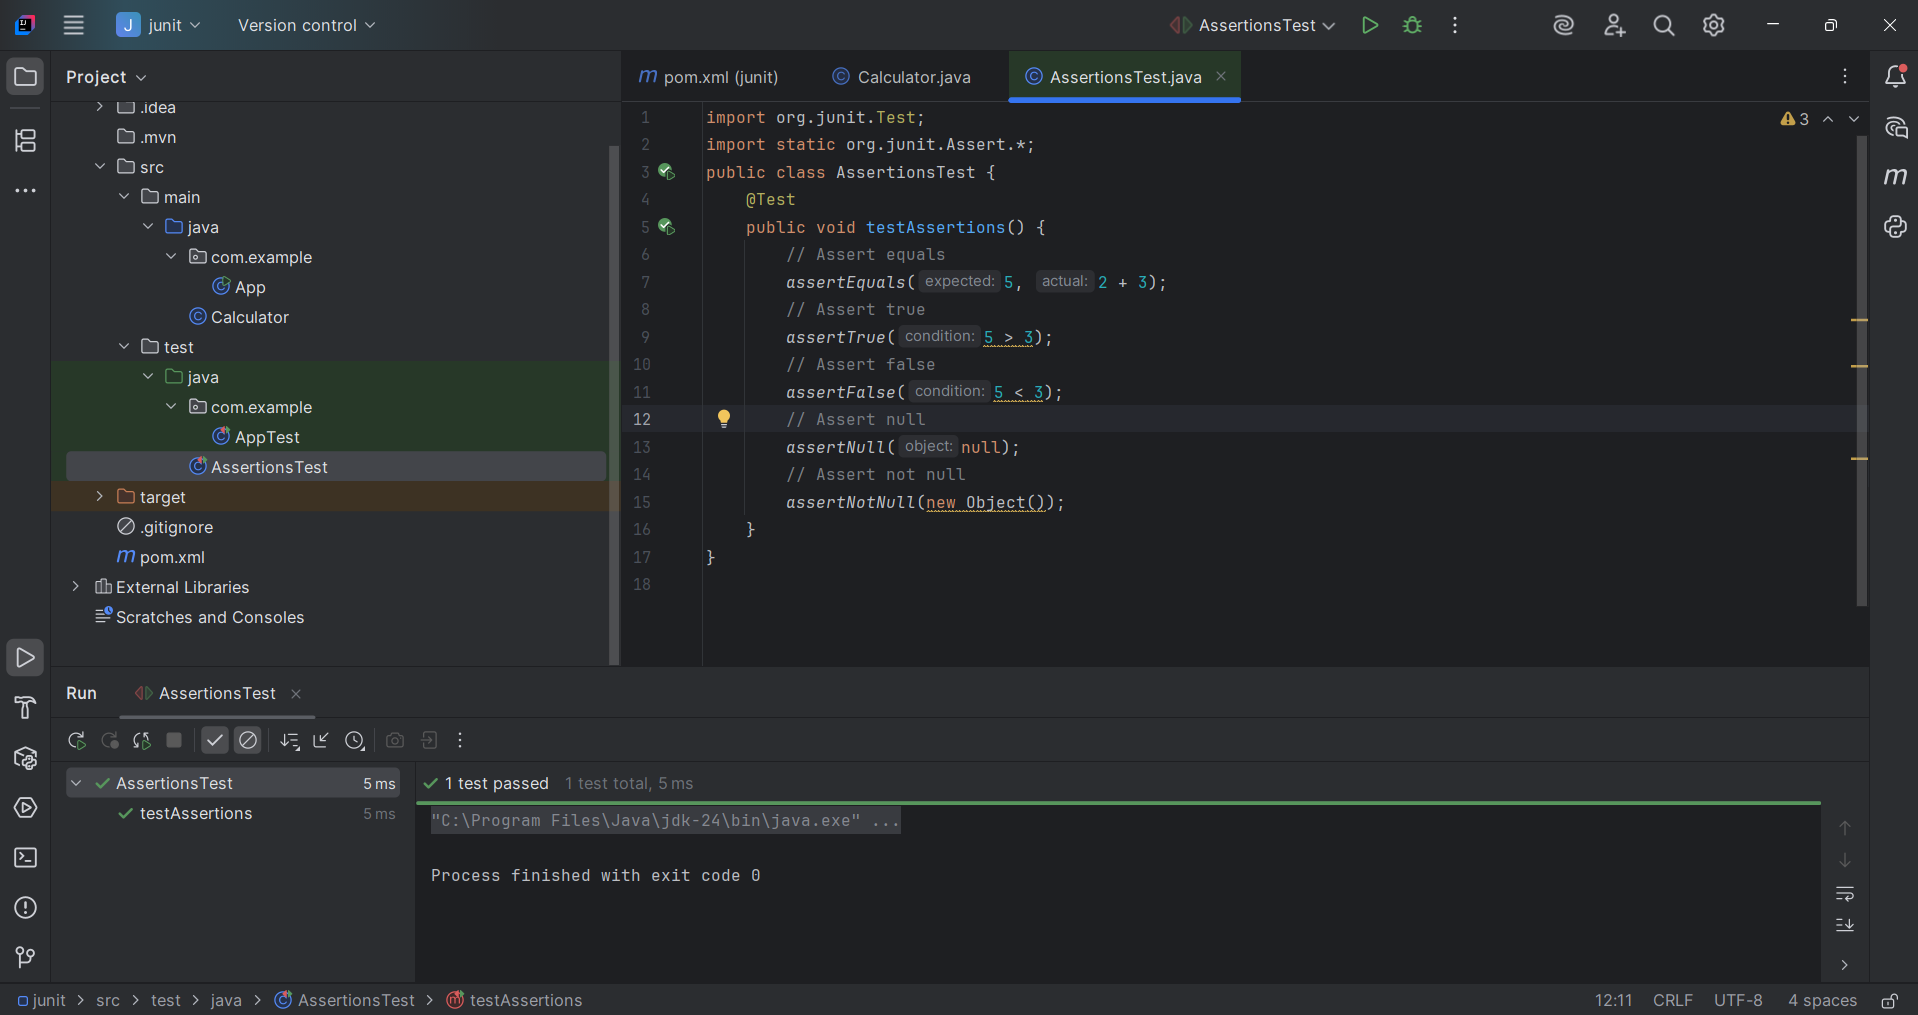 J junit Version control AssertionsTest
Project
.idea
.mvn
src
main
java
com.example
App
Calculator
test
java
com.example
AppTest
AssertionsTest
target
.gitignore
pom.xml
External Libraries
Scratches and Consoles
pom.xml (junit) Calculator.java AssertionsTest.java
3
1 import org.junit.Test;
2 import static org.junit.Assert.*;
3 public class AssertionsTest {
4 @Test
5 public void testAssertions() {
6 // Assert equals
7 assertEquals( expected: 5, actual: 2 + 3);
8 // Assert true
9 assertTrue( condition: 5 > 3);
10 // Assert false
11 assertFalse( condition: 5 < 3);
12 // Assert null
13 assertNull( object: null);
14 // Assert not null
15 assertNotNull(new Object());
16 }
17 }
18
Run AssertionsTest
AssertionsTest 5 ms
testAssertions 5 ms
1 test passed 1 test total, 5 ms
"C:\Program Files\Java\jdk-24\bin\java.exe" ...
Process finished with exit code 0
junit > src > test > java > AssertionsTest > testAssertions 12:11 CRLF UTF-8 4 spaces